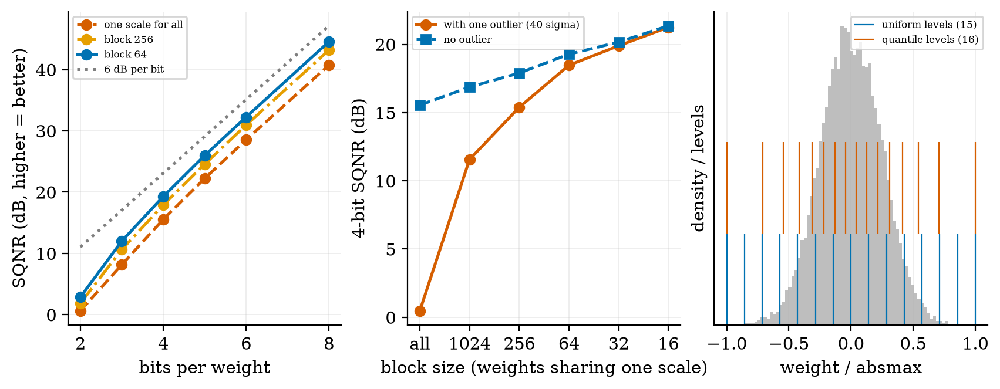 SQNR (dB, higher = better)
40
30
20
10
0
one scale for all
block 256
block 64
6 dB per bit
2
4
6
8
bits per weight
4-bit SQNR (dB)
20
15
10
5
0
with one outlier (40 sigma)
no outlier
all
1024
256
64
32
16
block size (weights sharing one scale)
density / levels
uniform levels (15)
quantile levels (16)
−1.0
−0.5
0.0
0.5
1.0
weight / absmax